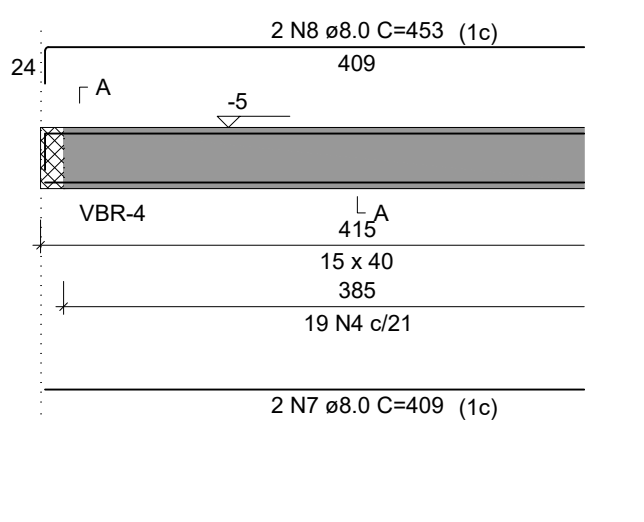 2 N8 ø8.0 C=453 (1c)
24
409
A
-5
VBR-4
A
415
15 x 40
385
19 N4 c/21
2 N7 ø8.0 C=409 (1c)